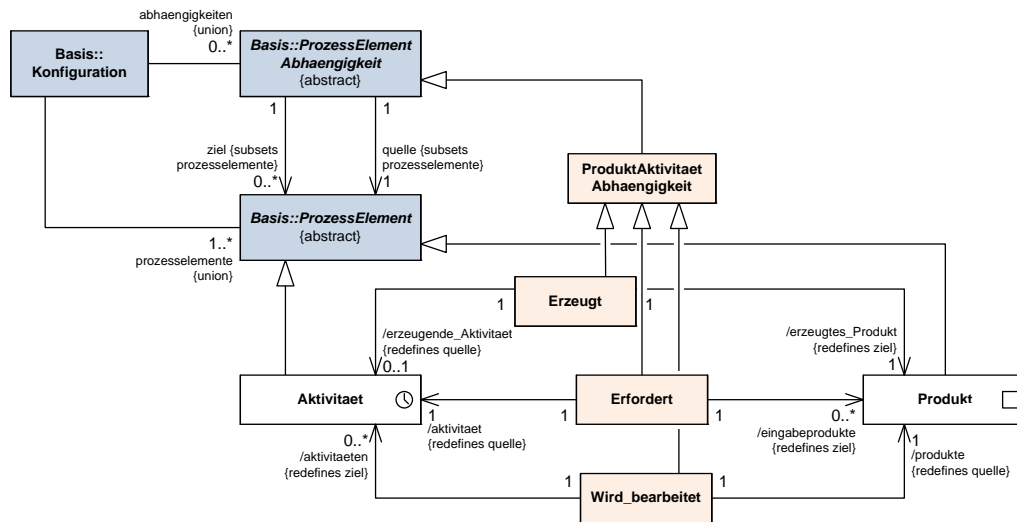 abhaengigkeiten
{union}
0..*
Basis::
Konfiguration
Basis::ProzessElement
Abhaengigkeit
{abstract}
1
1
ziel {subsets
prozesselemente}
0..*
quelle {subsets
prozesselemente}
1
ProduktAktivitaet
Abhaengigkeit
Basis::ProzessElement
{abstract}
1..*
prozesselemente
{union}
Erzeugt
1
1
/erzeugende_Aktivitaet
{redefines quelle}
0..1
/erzeugtes_Produkt
{redefines ziel}
1
Aktivitaet
Erfordert
Produkt
1
/aktivitaet
{redefines quelle}
1
1
0..*
/eingabeprodukte
{redefines ziel}
0..*
/aktivitaeten
{redefines ziel}
1
/produkte
{redefines quelle}
1
1
Wird_bearbeitet